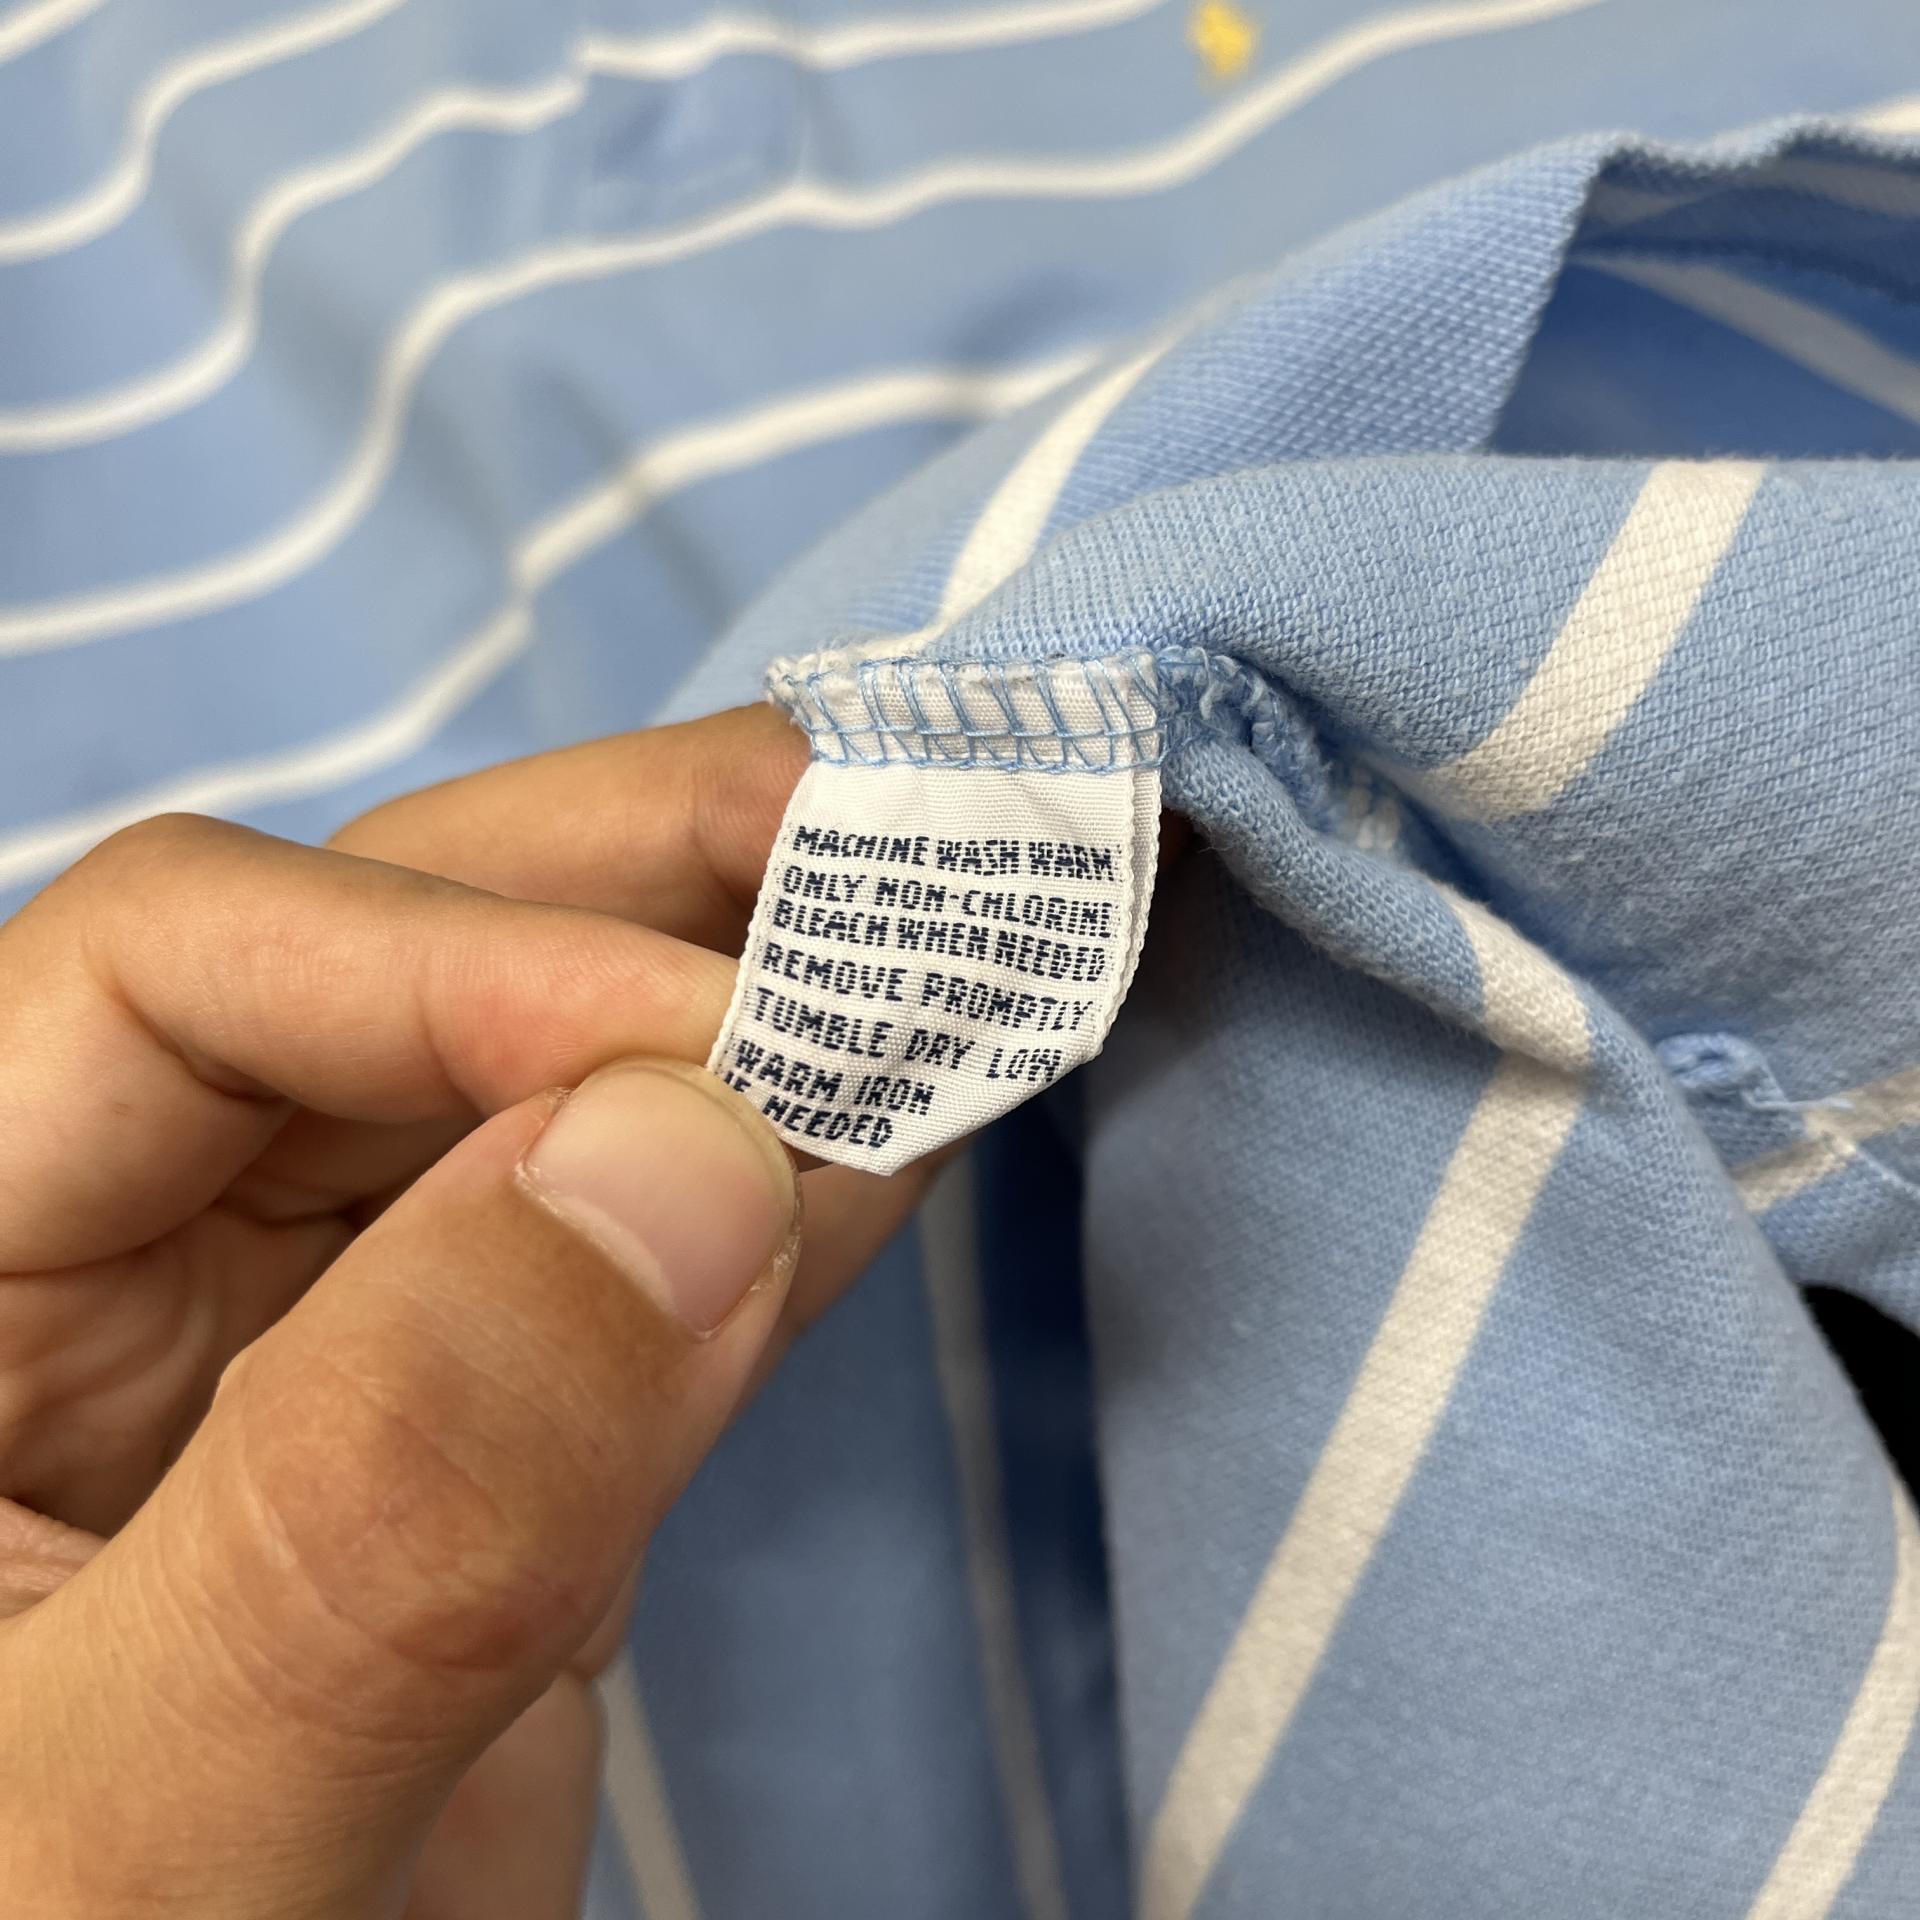 MACHINE WASH WARM
ONLY NON-CHLORINE
BLEACH WHEN NEEDED
REMOVE PROMPTLY
TUMBLE DRY LOW
WARM IRON
IF NEEDED